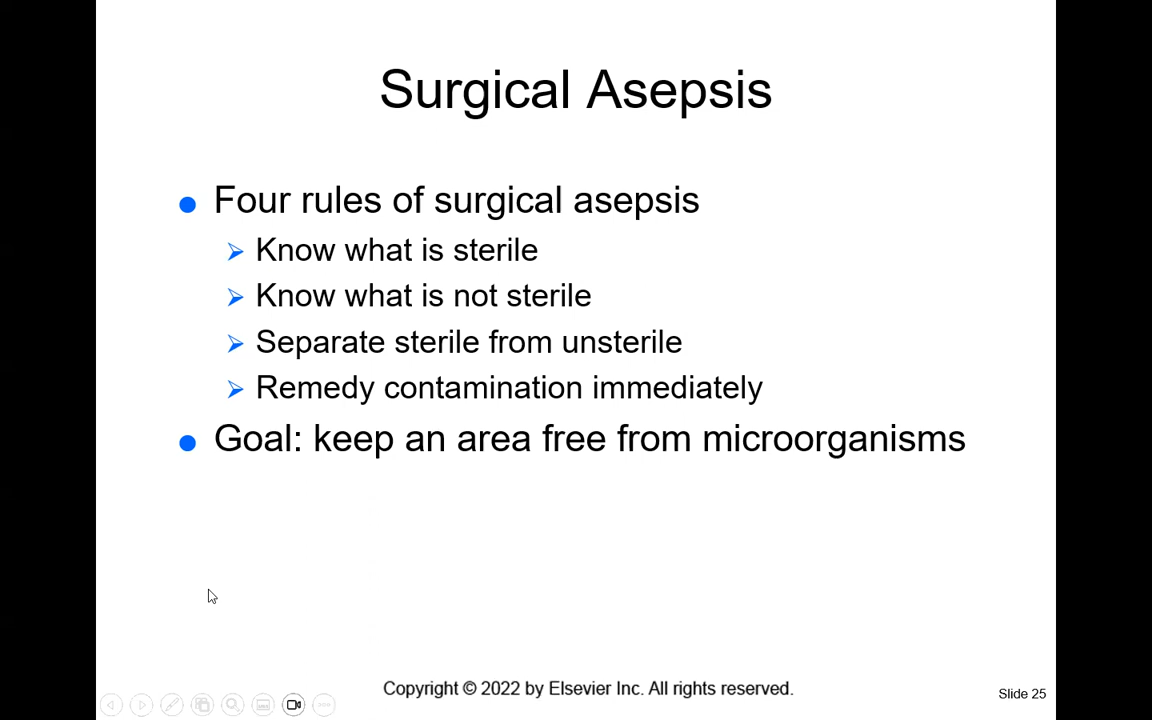 Surgical Asepsis
Four rules of surgical asepsis
Know what is sterile
Know what is not sterile
Separate sterile from unsterile
Remedy contamination immediately
Goal: keep an area free from microorganisms
Copyright © 2022 by Elsevier Inc. All rights reserved.
Slide 25